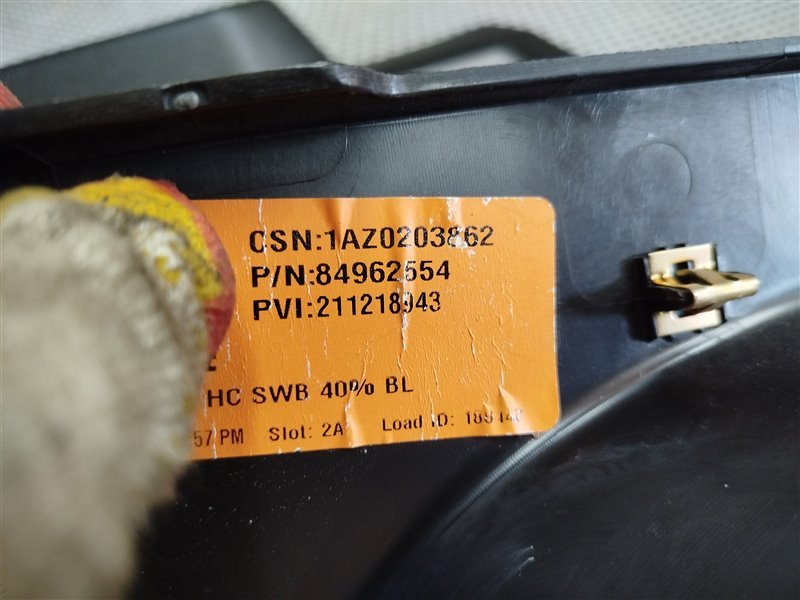 CSN:1AZ0203862
P/N:84962554
PVI:211218943
HC SWB 40% BL
57 PM Slot: 2A Load ID: